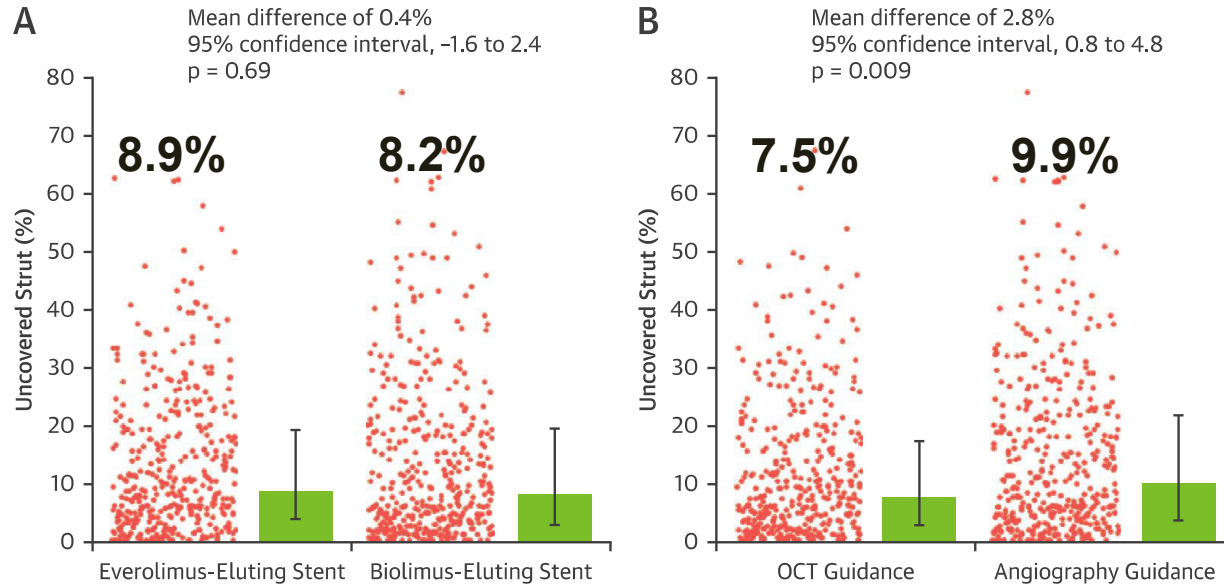 A
Mean difference of 0.4%
95% confidence interval, –1.6 to 2.4
p = 0.69
Uncovered Strut (%)
80
70
60
50
40
30
20
10
0
8.9%
8.2%
Everolimus-Eluting Stent
Biolimus-Eluting Stent
B
Mean difference of 2.8%
95% confidence interval, 0.8 to 4.8
p = 0.009
Uncovered Strut (%)
80
70
60
50
40
30
20
10
0
7.5%
9.9%
OCT Guidance
Angiography Guidance